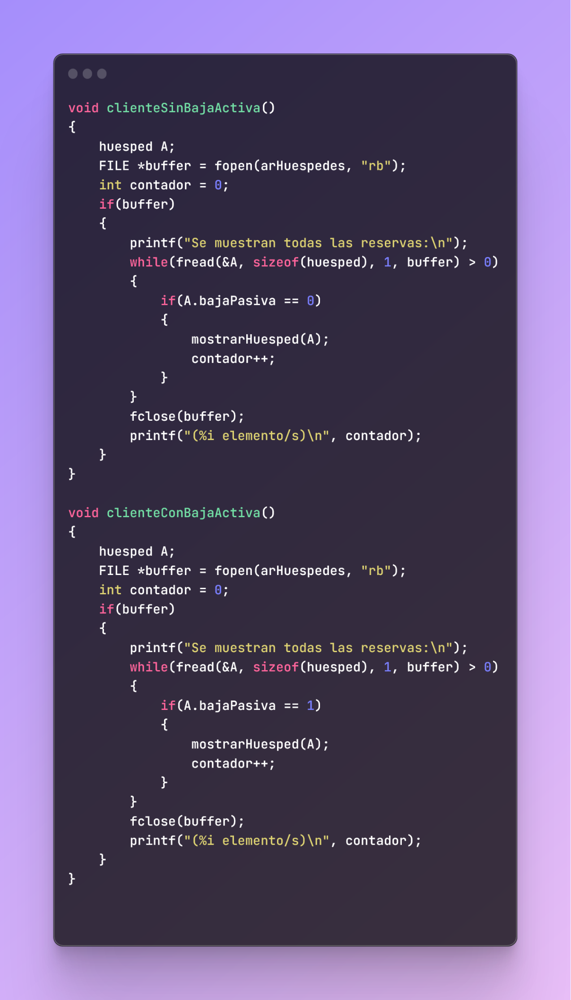 void clienteSinBajaActiva()
{
    huesped A;
    FILE *buffer = fopen(arHuespedes, "rb");
    int contador = 0;
    if(buffer)
    {
        printf("Se muestran todas las reservas:\n");
        while(fread(&A, sizeof(huesped), 1, buffer) > 0)
        {
            if(A.bajaPasiva == 0)
            {
                mostrarHuesped(A);
                contador++;
            }
        }
        fclose(buffer);
        printf("(%i elemento/s)\n", contador);
    }
}

void clienteConBajaActiva()
{
    huesped A;
    FILE *buffer = fopen(arHuespedes, "rb");
    int contador = 0;
    if(buffer)
    {
        printf("Se muestran todas las reservas:\n");
        while(fread(&A, sizeof(huesped), 1, buffer) > 0)
        {
            if(A.bajaPasiva == 1)
            {
                mostrarHuesped(A);
                contador++;
            }
        }
        fclose(buffer);
        printf("(%i elemento/s)\n", contador);
    }
}